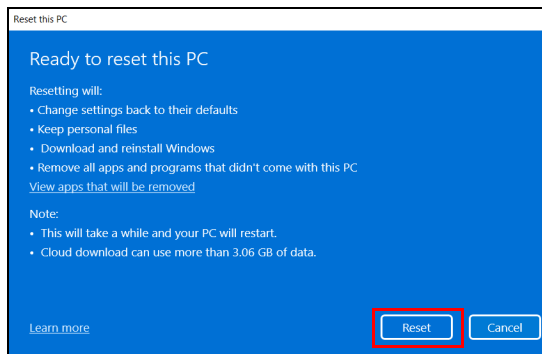 Reset this PC
Ready to reset this PC
Resetting will:
• Change settings back to their defaults
• Keep personal files
• Download and reinstall Windows
• Remove all apps and programs that didn't come with this PC
View apps that will be removed
Note:
• This will take a while and your PC will restart.
• Cloud download can use more than 3.06 GB of data.
Learn more
Reset
Cancel